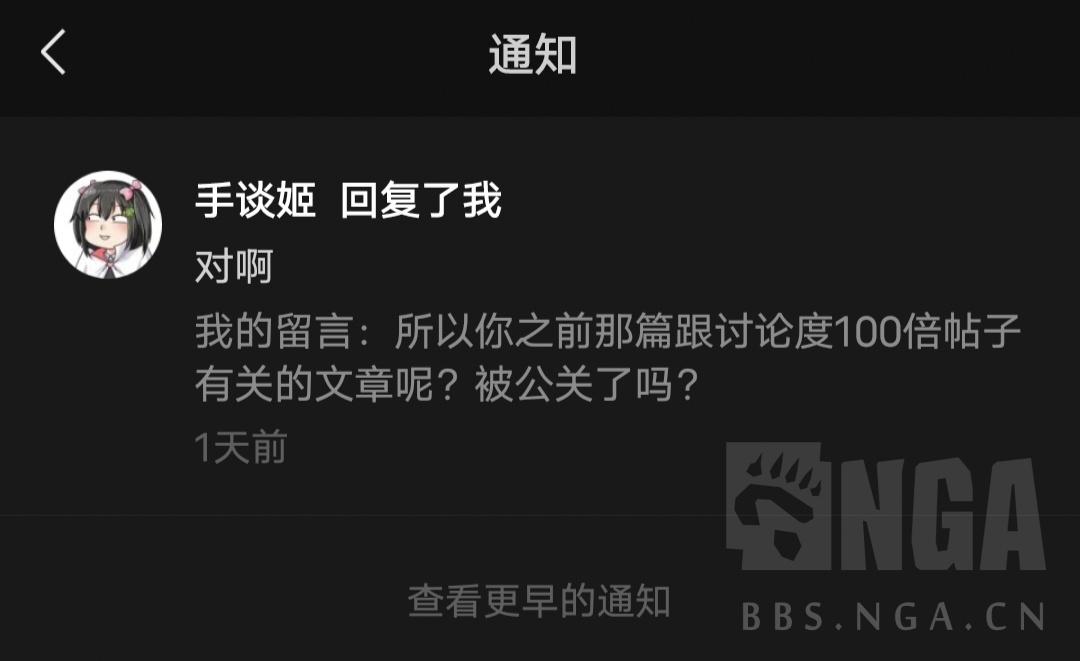 通知
手谈姬 回复了我
对啊
我的留言：所以你之前那篇跟讨论度100倍帖子
有关的文章呢？被公关了吗？
1天前
查看更早的通知
NGA
BBS.NGA.CN